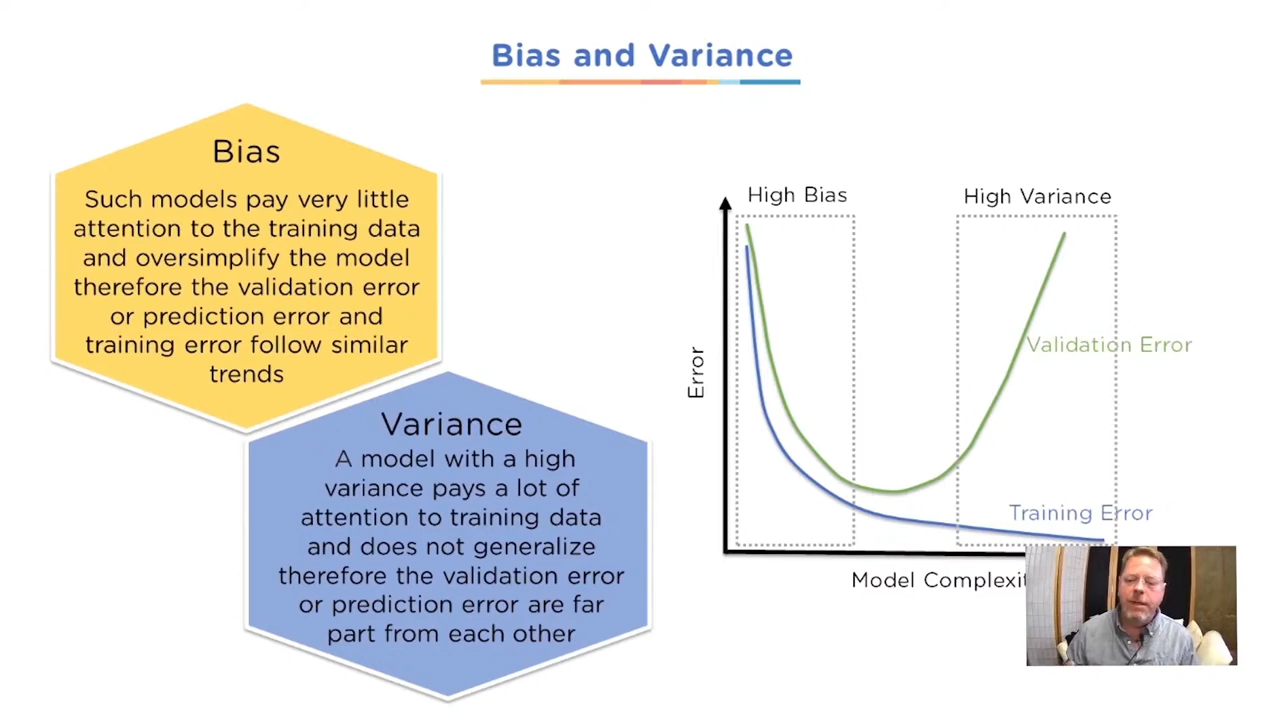 Bias and Variance
Bias
Such models pay very little
attention to the training data
and oversimplify the model
therefore the validation error
or prediction error and
training error follow similar
trends
Variance
A model with a high
variance pays a lot of
attention to training data
and does not generalize
therefore the validation error
or prediction error are far
part from each other
High Bias
High Variance
Error
Validation Error
Training Error
Model